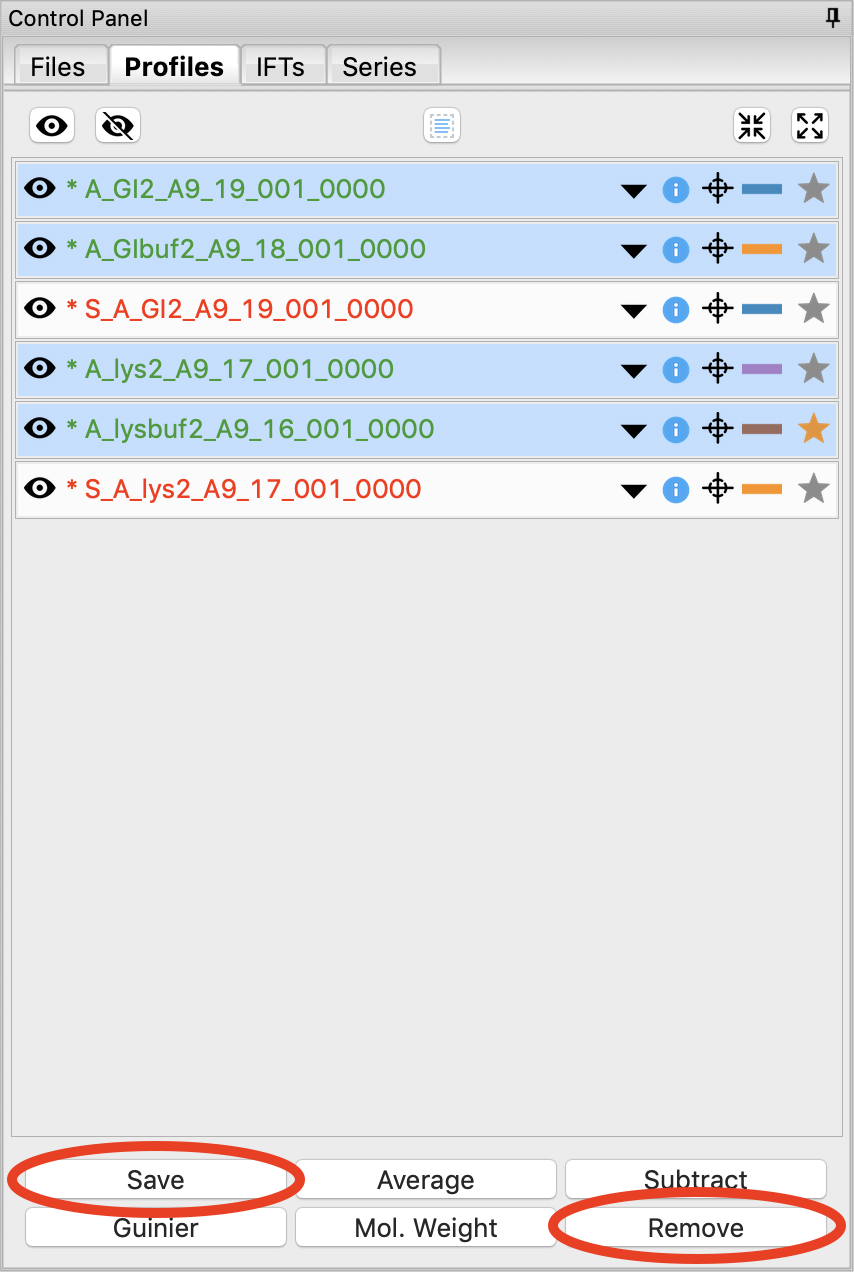 Control Panel
Files Profiles IFTs Series
* A_GI2_A9_19_001_0000
* A_GIbuf2_A9_18_001_0000
* S_A_GI2_A9_19_001_0000
* A_lys2_A9_17_001_0000
* A_lysbuf2_A9_16_001_0000
* S_A_lys2_A9_17_001_0000
Save Average Subtract
Guinier Mol. Weight Remove